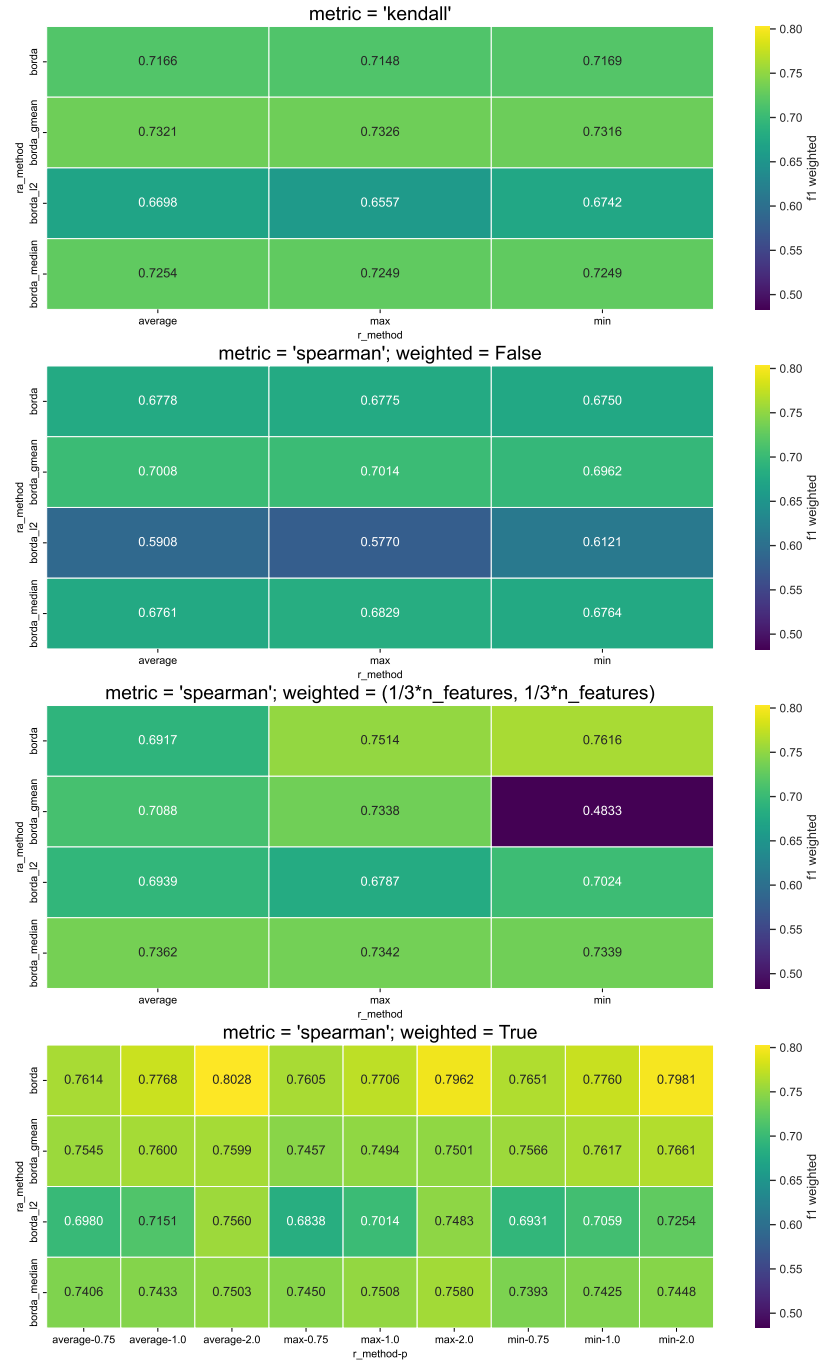 metric = 'kendall'
borda 0.7166 0.7148 0.7169
borda_gmean 0.7321 0.7326 0.7316
borda_l2 0.6698 0.6557 0.6742
borda_median 0.7254 0.7249 0.7249
ra_method
average max min
r_method
0.80
0.75
0.70
0.65
0.60
0.55
0.50
f1 weighted
metric = 'spearman'; weighted = False
borda 0.6778 0.6775 0.6750
borda_gmean 0.7008 0.7014 0.6962
borda_l2 0.5908 0.5770 0.6121
borda_median 0.6761 0.6829 0.6764
ra_method
average max min
r_method
0.80
0.75
0.70
0.65
0.60
0.55
0.50
f1 weighted
metric = 'spearman'; weighted = (1/3*n_features, 1/3*n_features)
borda 0.6917 0.7514 0.7616
borda_gmean 0.7088 0.7338 0.4833
borda_l2 0.6939 0.6787 0.7024
borda_median 0.7362 0.7342 0.7339
ra_method
average max min
r_method
0.80
0.75
0.70
0.65
0.60
0.55
0.50
f1 weighted
metric = 'spearman'; weighted = True
borda 0.7614 0.7768 0.8028 0.7605 0.7706 0.7962 0.7651 0.7760 0.7981
borda_gmean 0.7545 0.7600 0.7599 0.7457 0.7494 0.7501 0.7566 0.7617 0.7661
borda_l2 0.6980 0.7151 0.7560 0.6838 0.7014 0.7483 0.6931 0.7059 0.7254
borda_median 0.7406 0.7433 0.7503 0.7450 0.7508 0.7580 0.7393 0.7425 0.7448
ra_method
average-0.75 average-1.0 average-2.0 max-0.75 max-1.0 max-2.0 min-0.75 min-1.0 min-2.0
r_method-p
0.80
0.75
0.70
0.65
0.60
0.55
0.50
f1 weighted